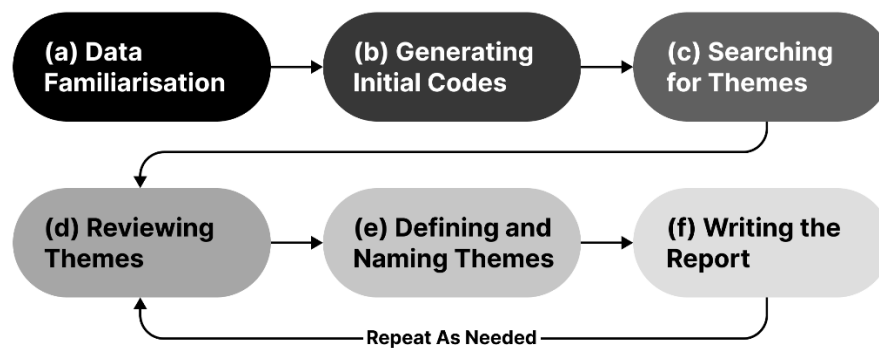 (a) Data
Familiarisation
(b) Generating
Initial Codes
(c) Searching
for Themes
(d) Reviewing
Themes
(e) Defining and
Naming Themes
(f) Writing the
Report
Repeat As Needed